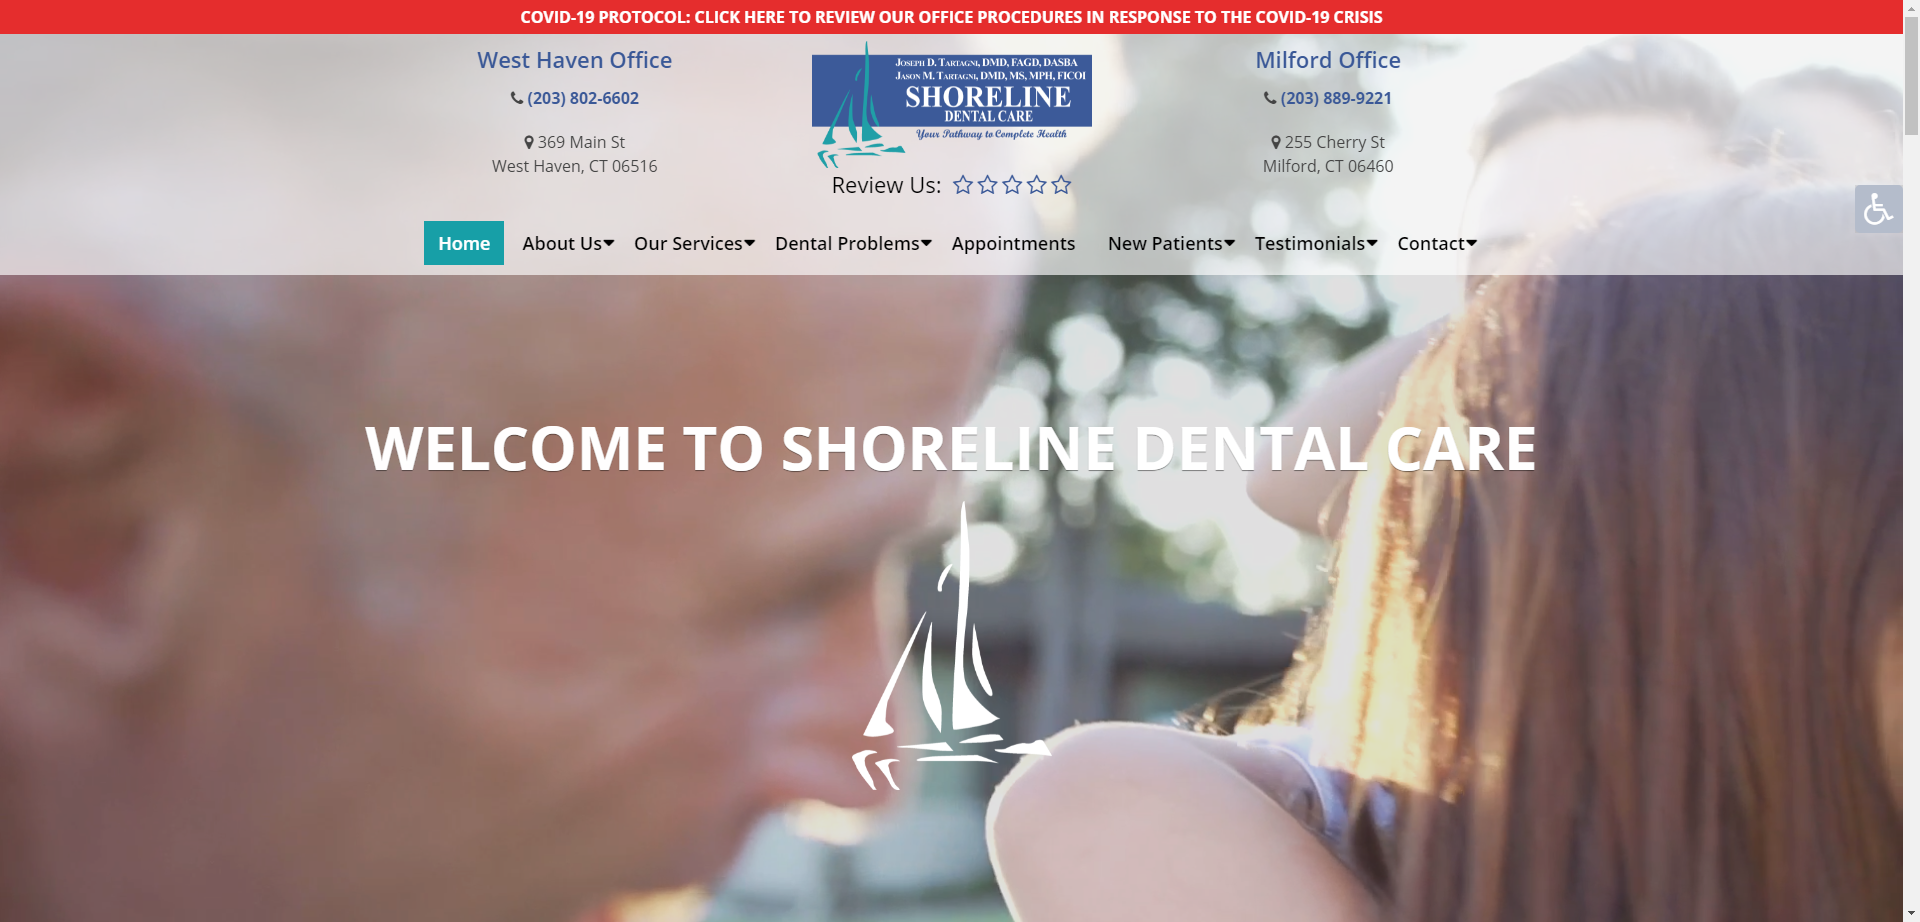 COVID-19 PROTOCOL: CLICK HERE TO REVIEW OUR OFFICE PROCEDURES IN RESPONSE TO THE COVID-19 CRISIS
West Haven Office
(203) 802-6602
369 Main St
West Haven, CT 06516
JOSEPH D. TARTAGNI, DMD, FAGD, DASBA
JASON M. TARTAGNI, DMD, MS, MPH, FICOI
SHORELINE
DENTAL CARE
Your Pathway to Complete Health
Review Us:
Milford Office
(203) 889-9221
255 Cherry St
Milford, CT 06460
Home About Us Our Services Dental Problems Appointments New Patients Testimonials Contact
WELCOME TO SHORELINE DENTAL CARE